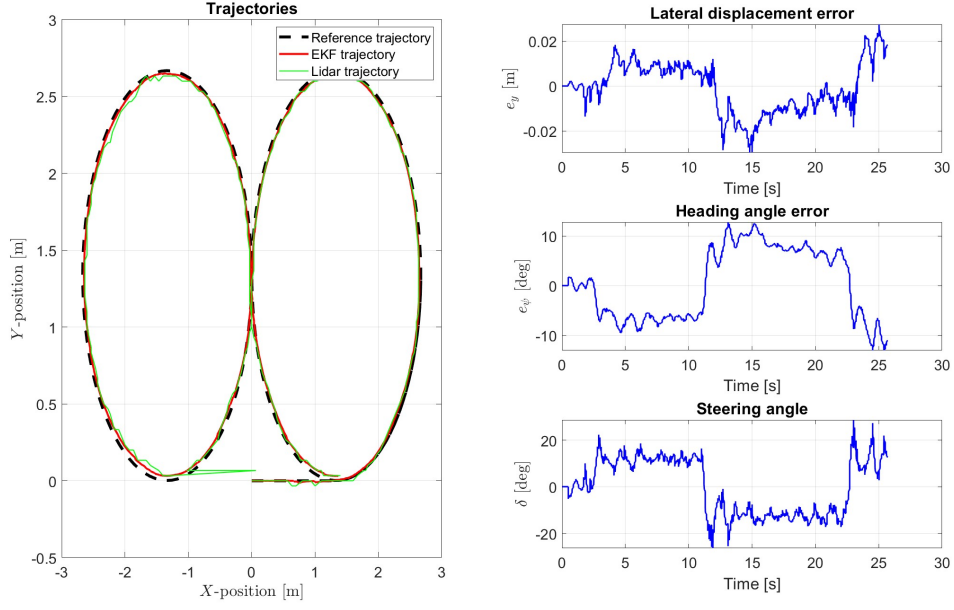 Trajectories
Reference trajectory
EKF trajectory
Lidar trajectory
3
2.5
2
1.5
1
0.5
0
-0.5
Y-position [m]
-3 -2 -1 0 1 2 3
X-position [m]
Lateral displacement error
0.02
0
-0.02
e_y [m]
0 5 10 15 20 25 30
Time [s]
Heading angle error
10
0
-10
e_ψ [deg]
0 5 10 15 20 25 30
Time [s]
Steering angle
20
0
-20
δ [deg]
0 5 10 15 20 25 30
Time [s]